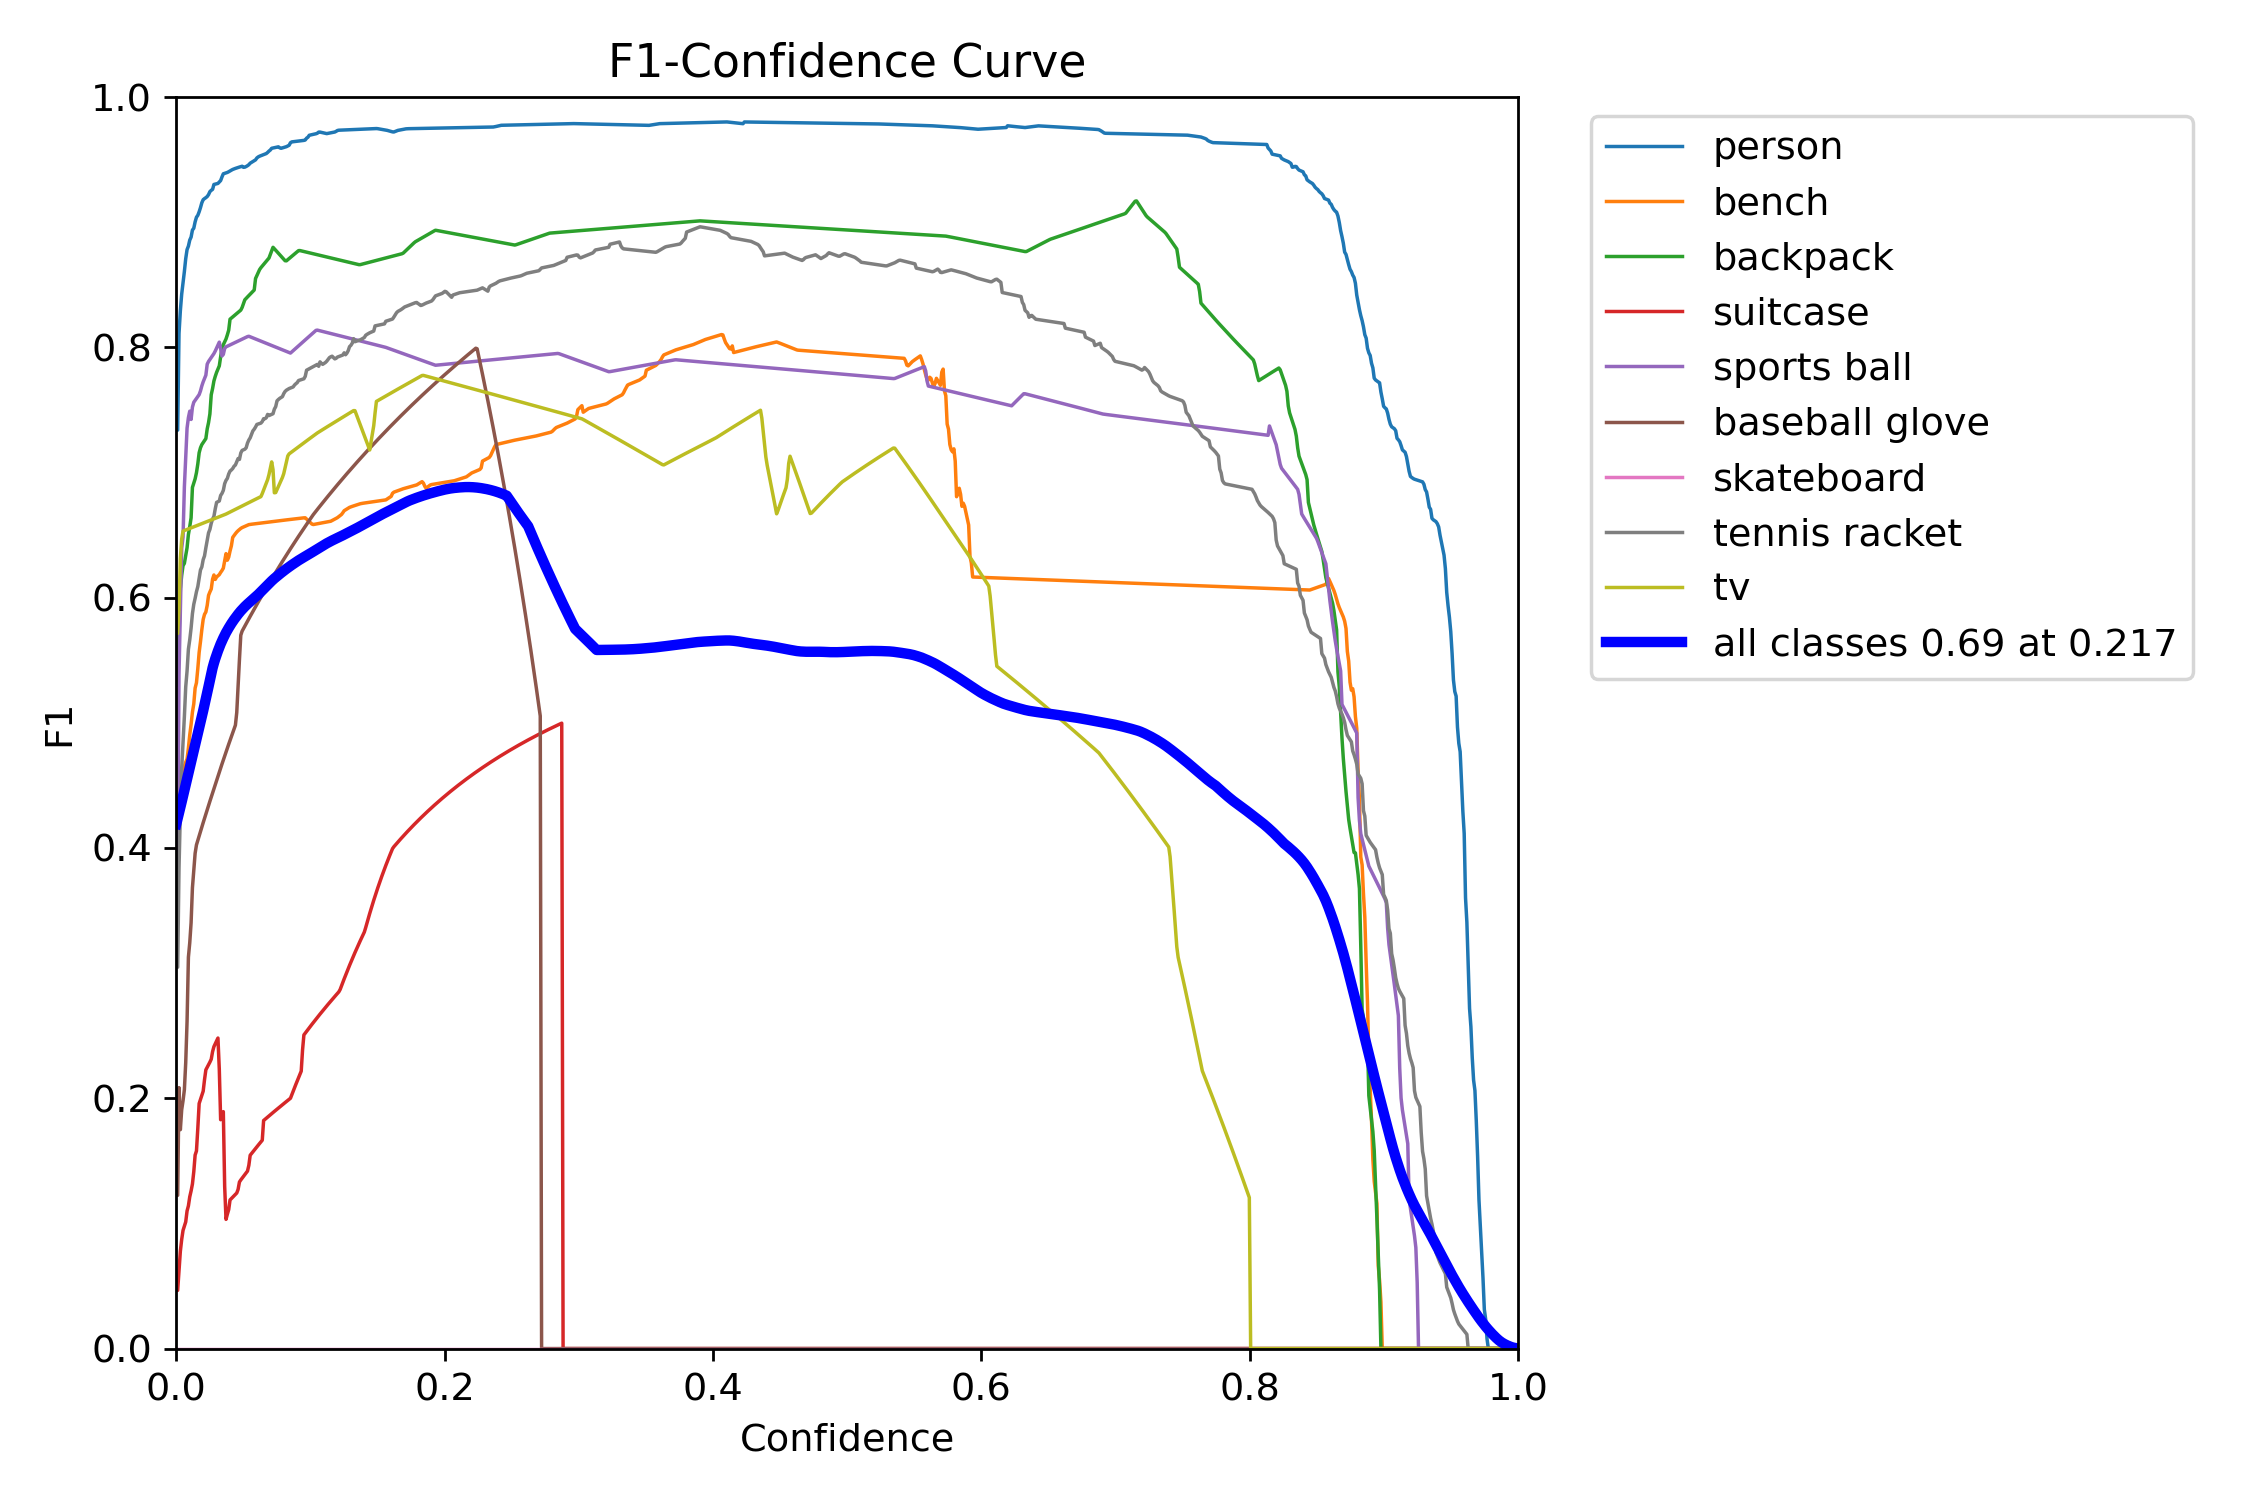 F1-Confidence Curve
1.0
0.8
0.6
0.4
0.2
0.0
F1
0.0 0.2 0.4 0.6 0.8 1.0
Confidence
person
bench
backpack
suitcase
sports ball
baseball glove
skateboard
tennis racket
tv
all classes 0.69 at 0.217